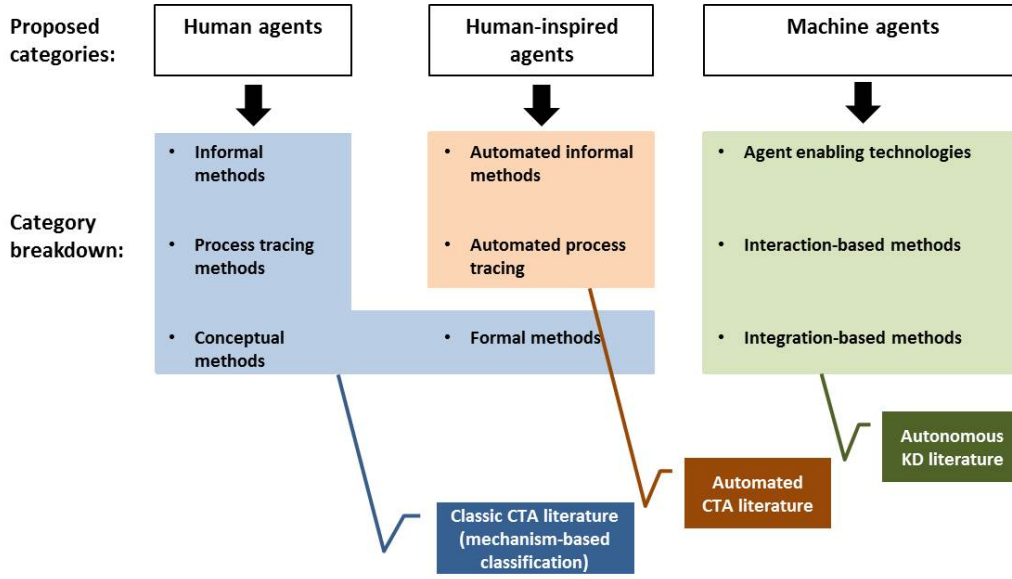 Proposed
categories:
Human agents
Human-inspired
agents
Machine agents
Category
breakdown:
• Informal
methods
• Process tracing
methods
• Conceptual
methods
• Automated informal
methods
• Automated process
tracing
• Formal methods
• Agent enabling technologies
• Interaction-based methods
• Integration-based methods
Classic CTA literature
(mechanism-based
classification)
Automated
CTA literature
Autonomous
KD literature